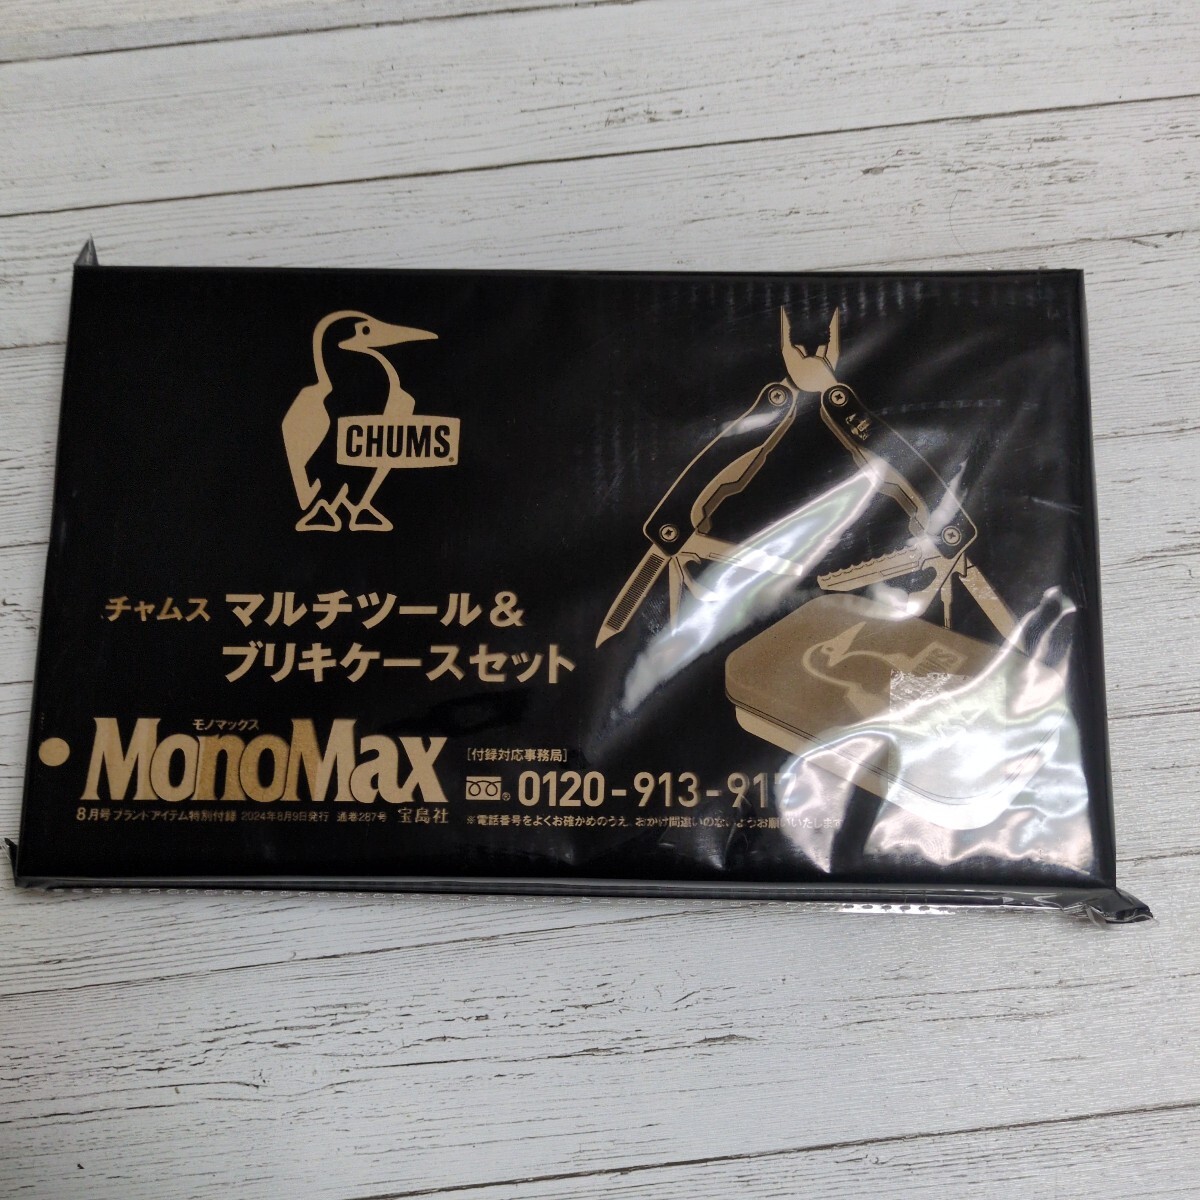 CHUMS
チャムス マルチツール&
ブリキケースセット
モノマックス
MonoMax
8月号ブランドアイテム特別付録 2024年8月9日発行 通巻287号 宝島社
[付録対応事務局]
0120-913-91
※電話番号をよくお確かめのうえ、おかけ間違いのないようお願いいたします
CHUMS